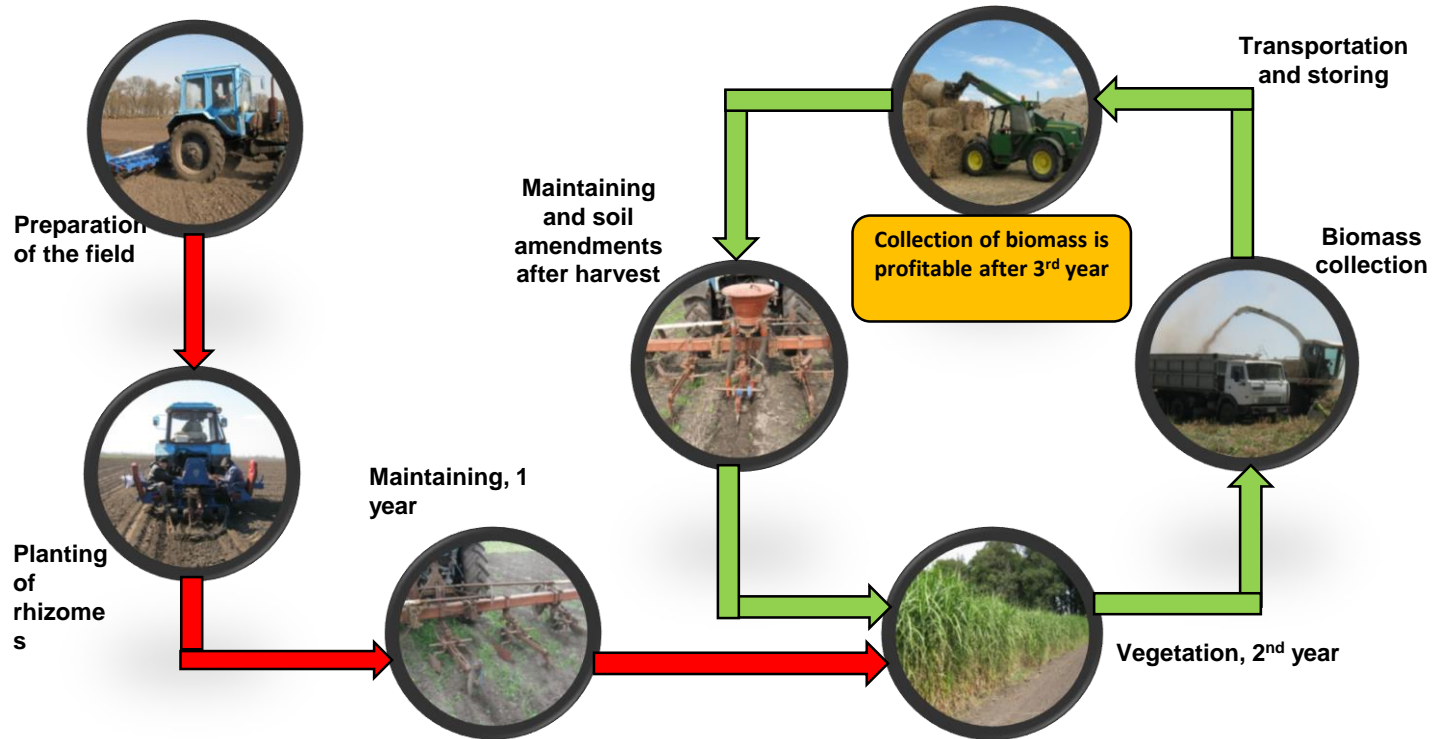 Preparation
of the field
Planting
of
rhizome
s
Maintaining, 1
year
Vegetation, 2nd year
Biomass
collection
Transportation
and storing
Collection of biomass is
profitable after 3rd year
Maintaining
and soil
amendments
after harvest